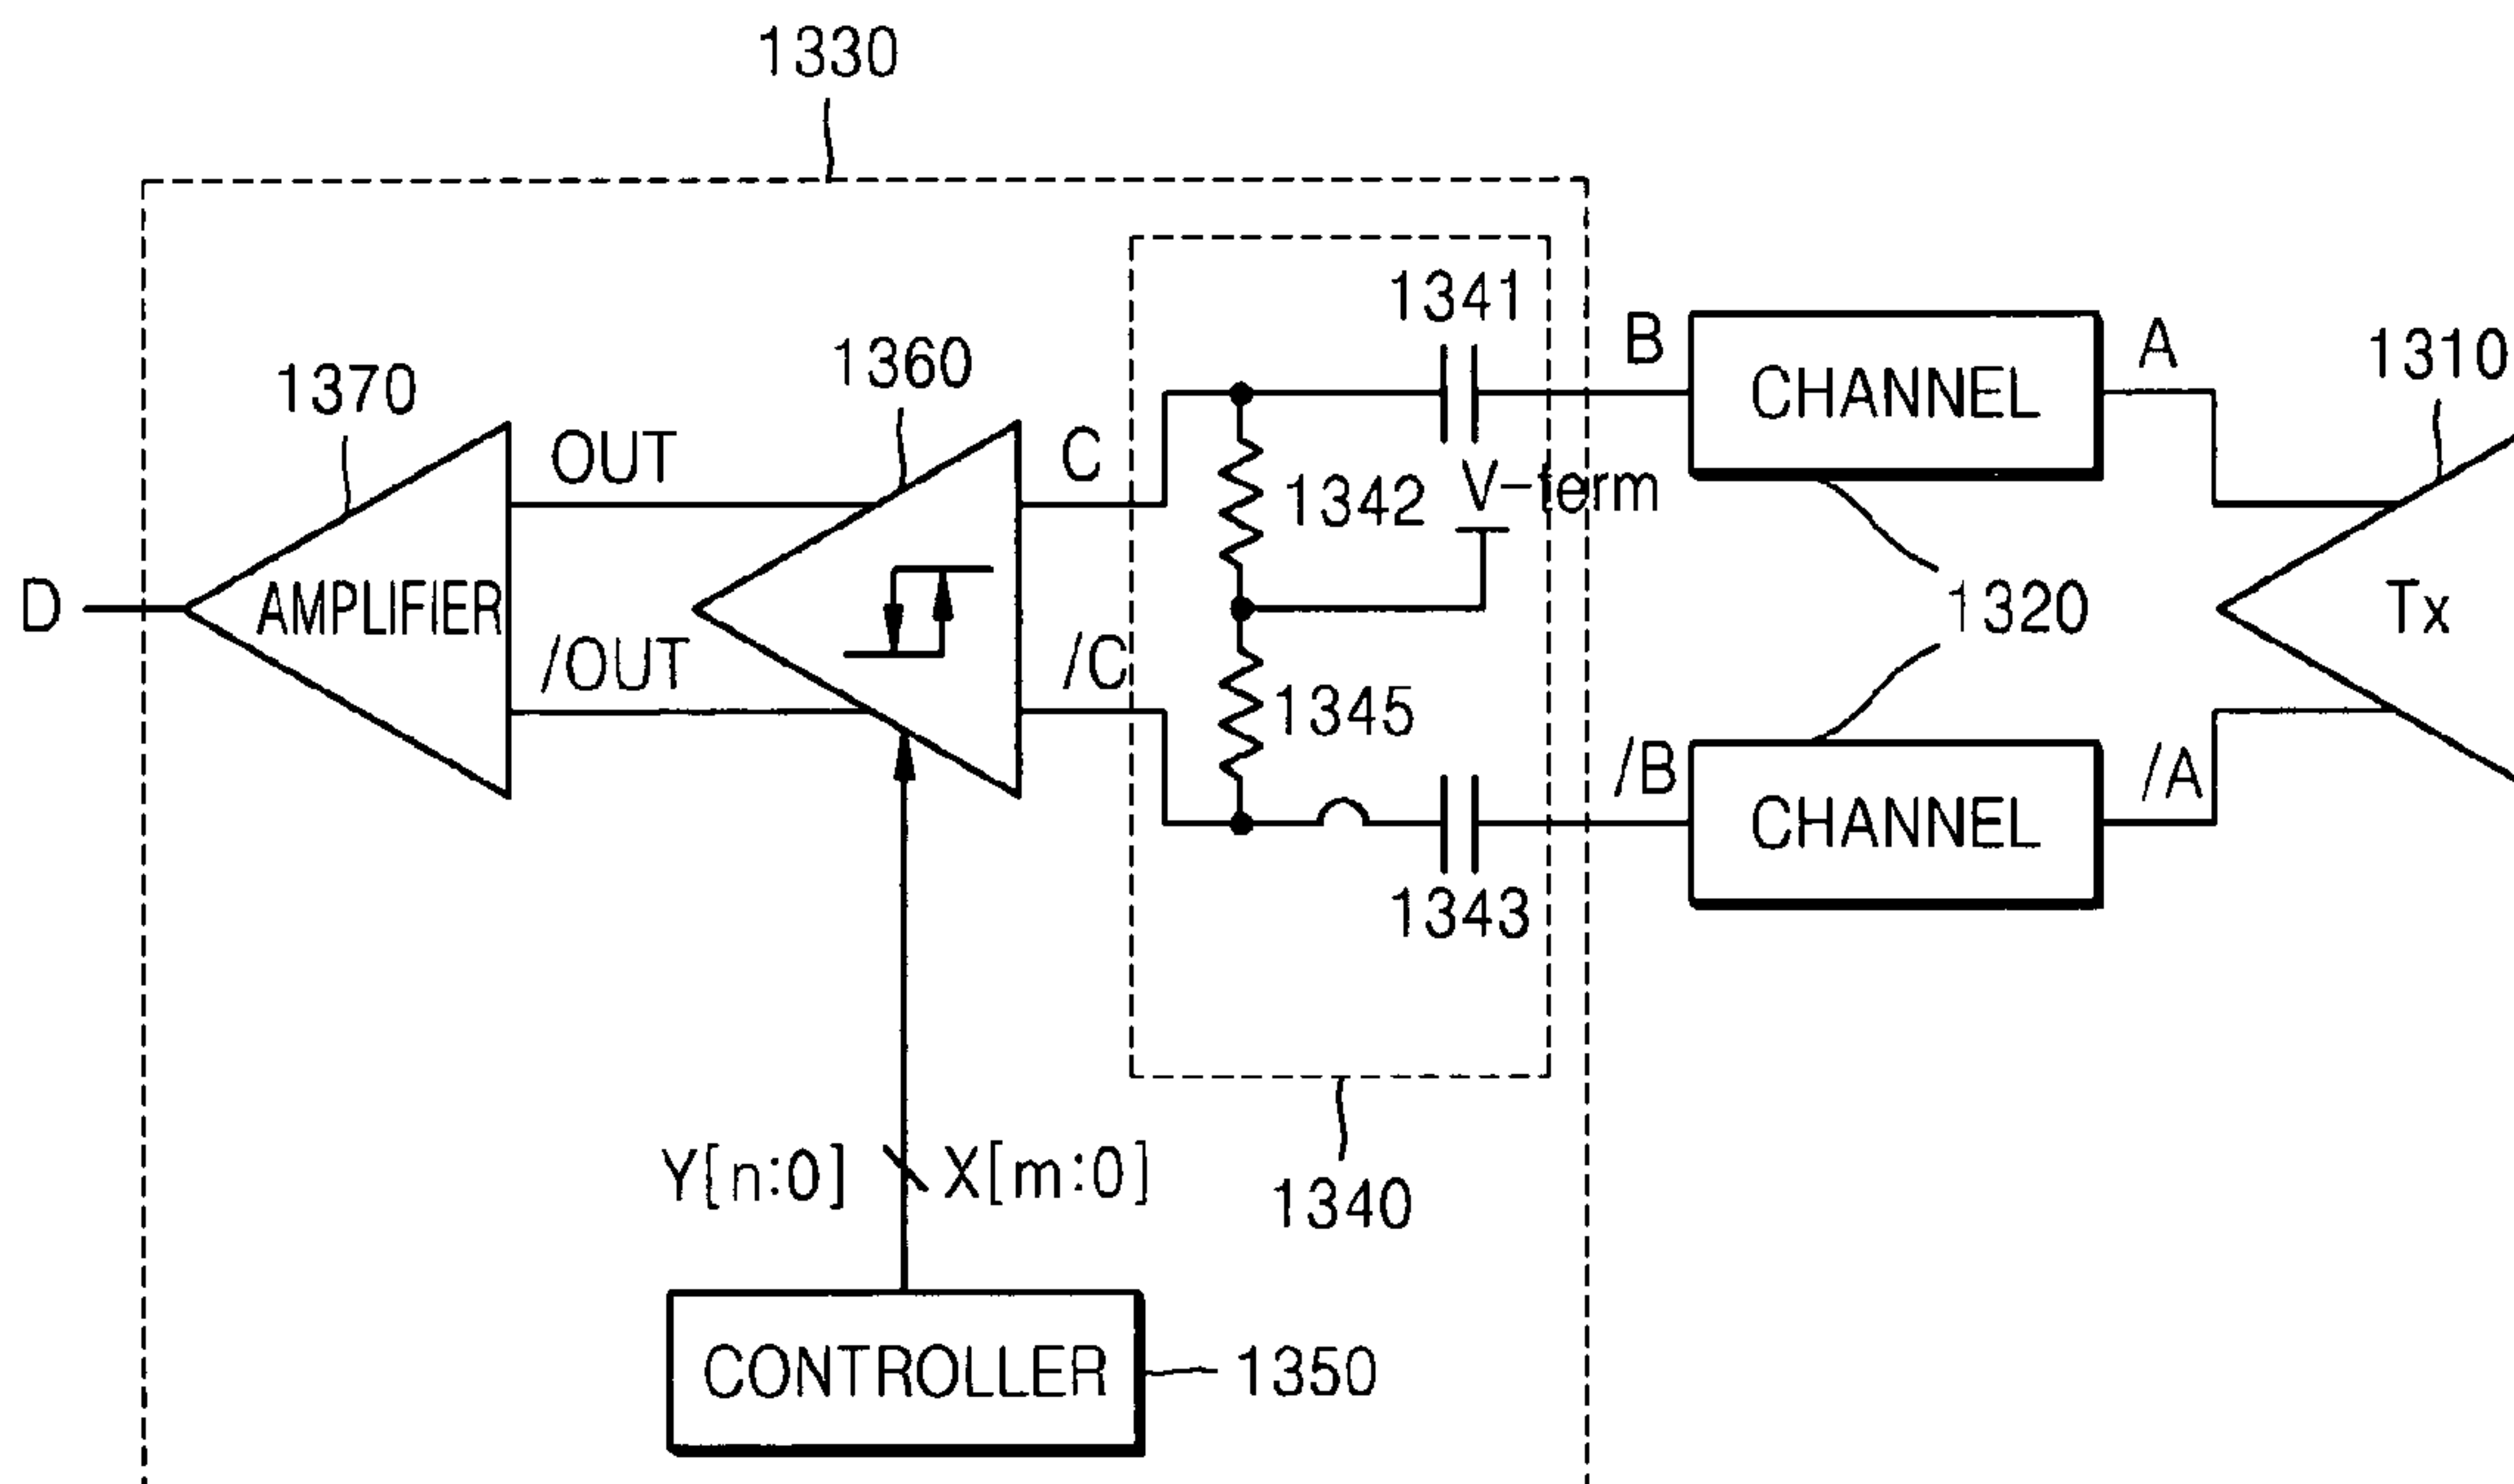 1330
1341
B
CHANNEL
A
1310
1370
1360
OUT
C
1342
V-term
D
AMPLIFIER
/OUT
/C
1345
1320
Tx
/B
CHANNEL
/A
1343
Y[n:0]
X[m:0]
1340
CONTROLLER
1350